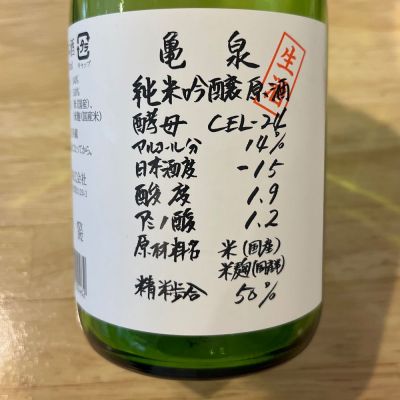 亀泉
生酒
純米吟醸原酒
酵母 CEL-24
アルコール分 14%
日本酒度 -15
酸度 1.9
アミノ酸 1.2
原材料名 米(国産)
米麹(国産米)
精米歩合 50%